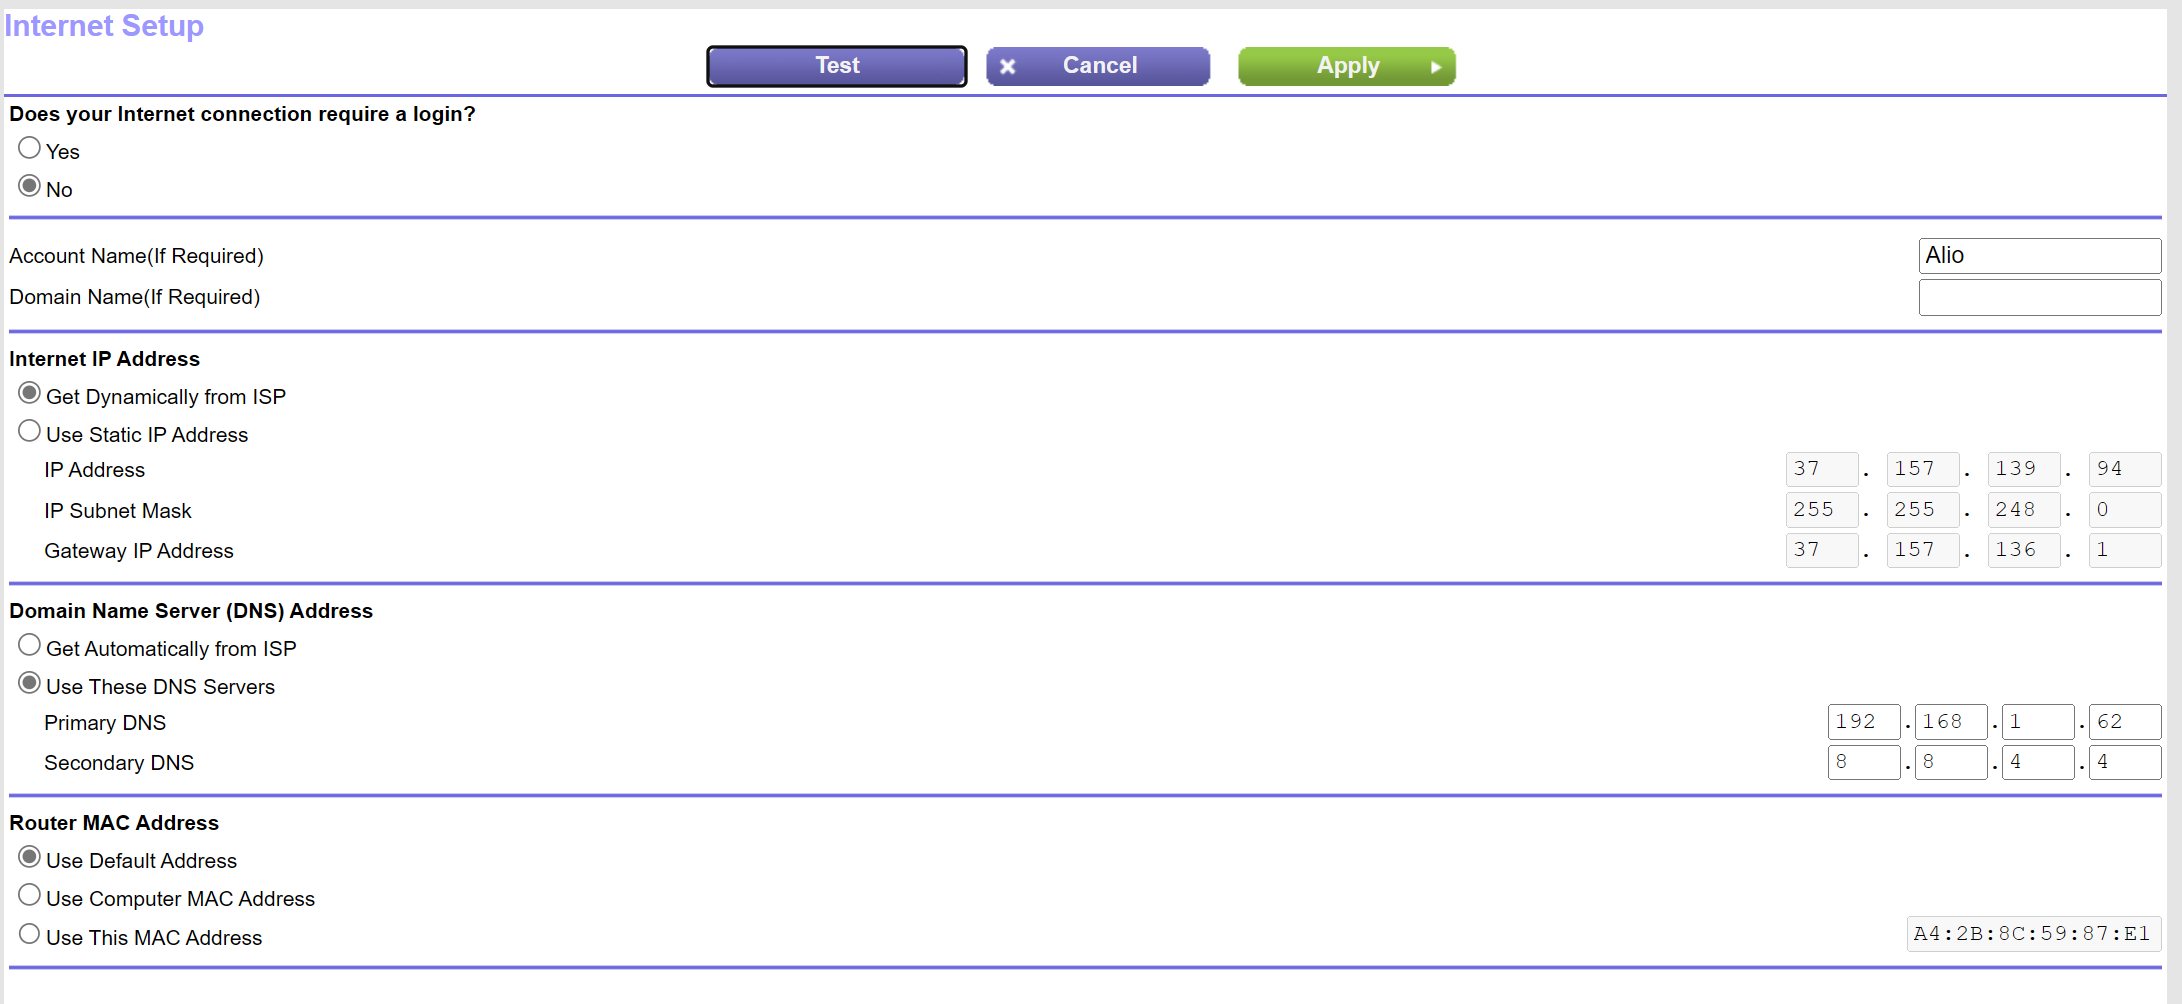 Internet Setup
Test Cancel Apply
Does your Internet connection require a login?
Yes
No
Account Name(If Required) Alio
Domain Name(If Required)
Internet IP Address
Get Dynamically from ISP
Use Static IP Address
IP Address 37 . 157 . 139 . 94
IP Subnet Mask 255 . 255 . 248 . 0
Gateway IP Address 37 . 157 . 136 . 1
Domain Name Server (DNS) Address
Get Automatically from ISP
Use These DNS Servers
Primary DNS 192 . 168 . 1 . 62
Secondary DNS 8 . 8 . 4 . 4
Router MAC Address
Use Default Address
Use Computer MAC Address
Use This MAC Address A4:2B:8C:59:87:E1